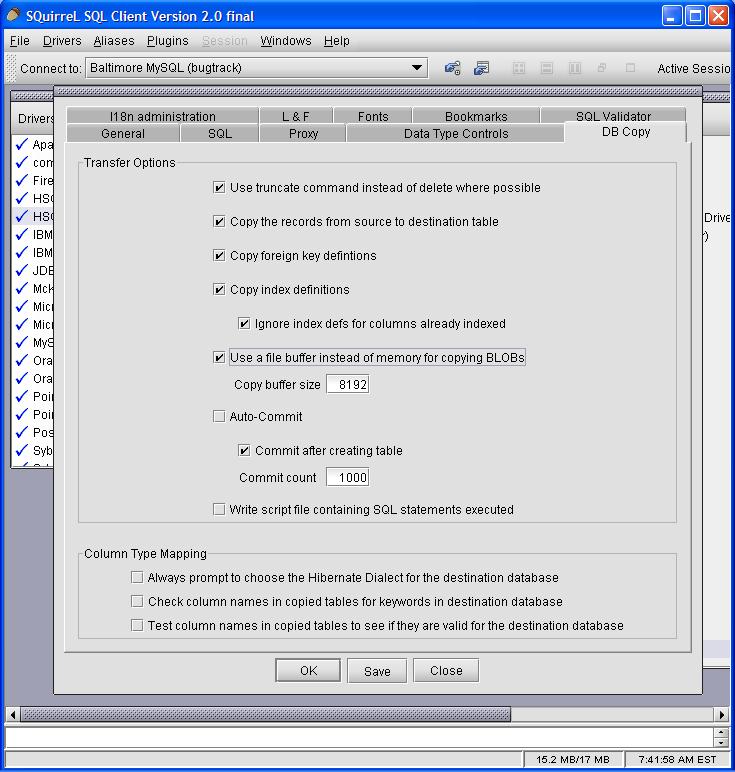 SQuirreL SQL Client Version 2.0 final
File Drivers Aliases Plugins Session Windows Help
Connect to: Baltimore MySQL (bugtrack) Active Sessio
Drivers
I18n administration L & F Fonts Bookmarks SQL Validator
General SQL Proxy Data Type Controls DB Copy
Apa
com
Fire
HSQ
HSQ
IBM
IBM
JDB
McK
Micr
Micr
MyS
Ora
Ora
Poin
Poin
Pos
Syb
Drive
r)
Transfer Options
Use truncate command instead of delete where possible
Copy the records from source to destination table
Copy foreign key defintions
Copy index definitions
Ignore index defs for columns already indexed
Use a file buffer instead of memory for copying BLOBs
Copy buffer size 8192
Auto-Commit
Commit after creating table
Commit count 1000
Write script file containing SQL statements executed
Column Type Mapping
Always prompt to choose the Hibernate Dialect for the destination database
Check column names in copied tables for keywords in destination database
Test column names in copied tables to see if they are valid for the destination database
OK Save Close
15.2 MB/17 MB 7:41:58 AM EST